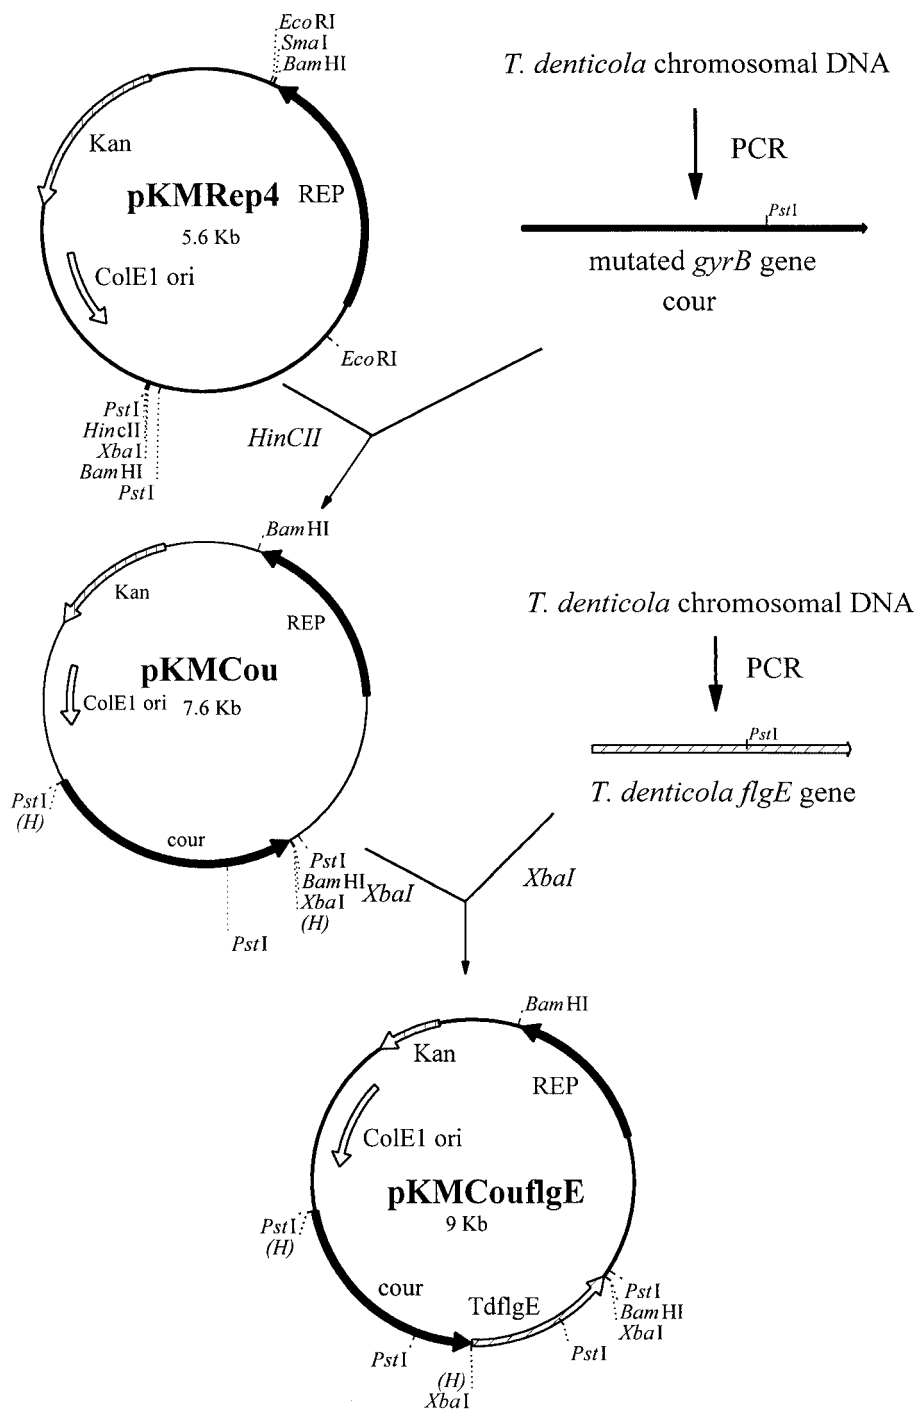 EcoRI
SmaI
BamHI
T. denticola chromosomal DNA
Kan
PCR
pKMRep4
REP
5.6 Kb
PstI
ColE1 ori
mutated gyrB gene
cour
EcoRI
PstI
HincII
XbaI
BamHI
PstI
HinCII
BamHI
Kan
REP
T. denticola chromosomal DNA
pKMCou
PCR
ColE1 ori
7.6 Kb
PstI
PstI
(H)
T. denticola flgE gene
cour
PstI
BamHI
XbaI
(H)
XbaI
XbaI
PstI
BamHI
Kan
REP
ColE1 ori
pKMCouflgE
9 Kb
PstI
(H)
cour
TdflgE
PstI
BamHI
XbaI
PstI
PstI
(H)
XbaI